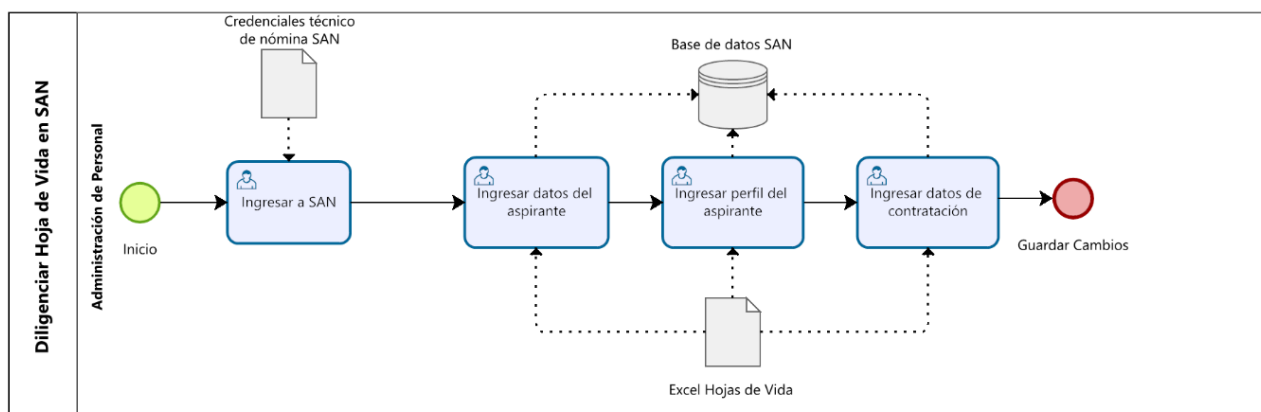 Diligenciar Hoja de Vida en SAN
Administración de Personal
Credenciales técnico
de nómina SAN
Base de datos SAN
Inicio
Ingresar a SAN
Ingresar datos del
aspirante
Ingresar perfil del
aspirante
Ingresar datos de
contratación
Guardar Cambios
Excel Hojas de Vida